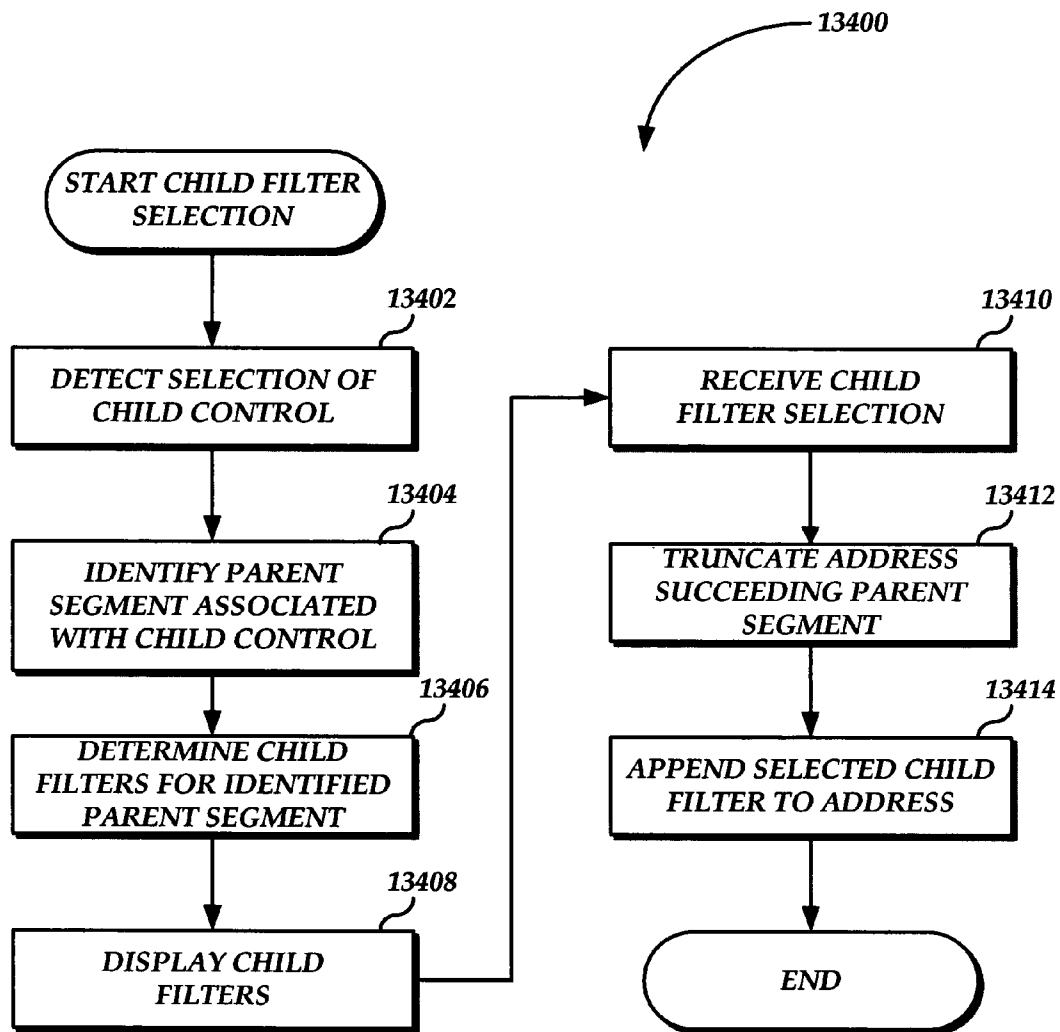 13400
START CHILD FILTER
SELECTION
13402
DETECT SELECTION OF
CHILD CONTROL
13404
IDENTIFY PARENT
SEGMENT ASSOCIATED
WITH CHILD CONTROL
13406
DETERMINE CHILD
FILTERS FOR IDENTIFIED
PARENT SEGMENT
13408
DISPLAY CHILD
FILTERS
13410
RECEIVE CHILD
FILTER SELECTION
13412
TRUNCATE ADDRESS
SUCCEEDING PARENT
SEGMENT
13414
APPEND SELECTED CHILD
FILTER TO ADDRESS
END